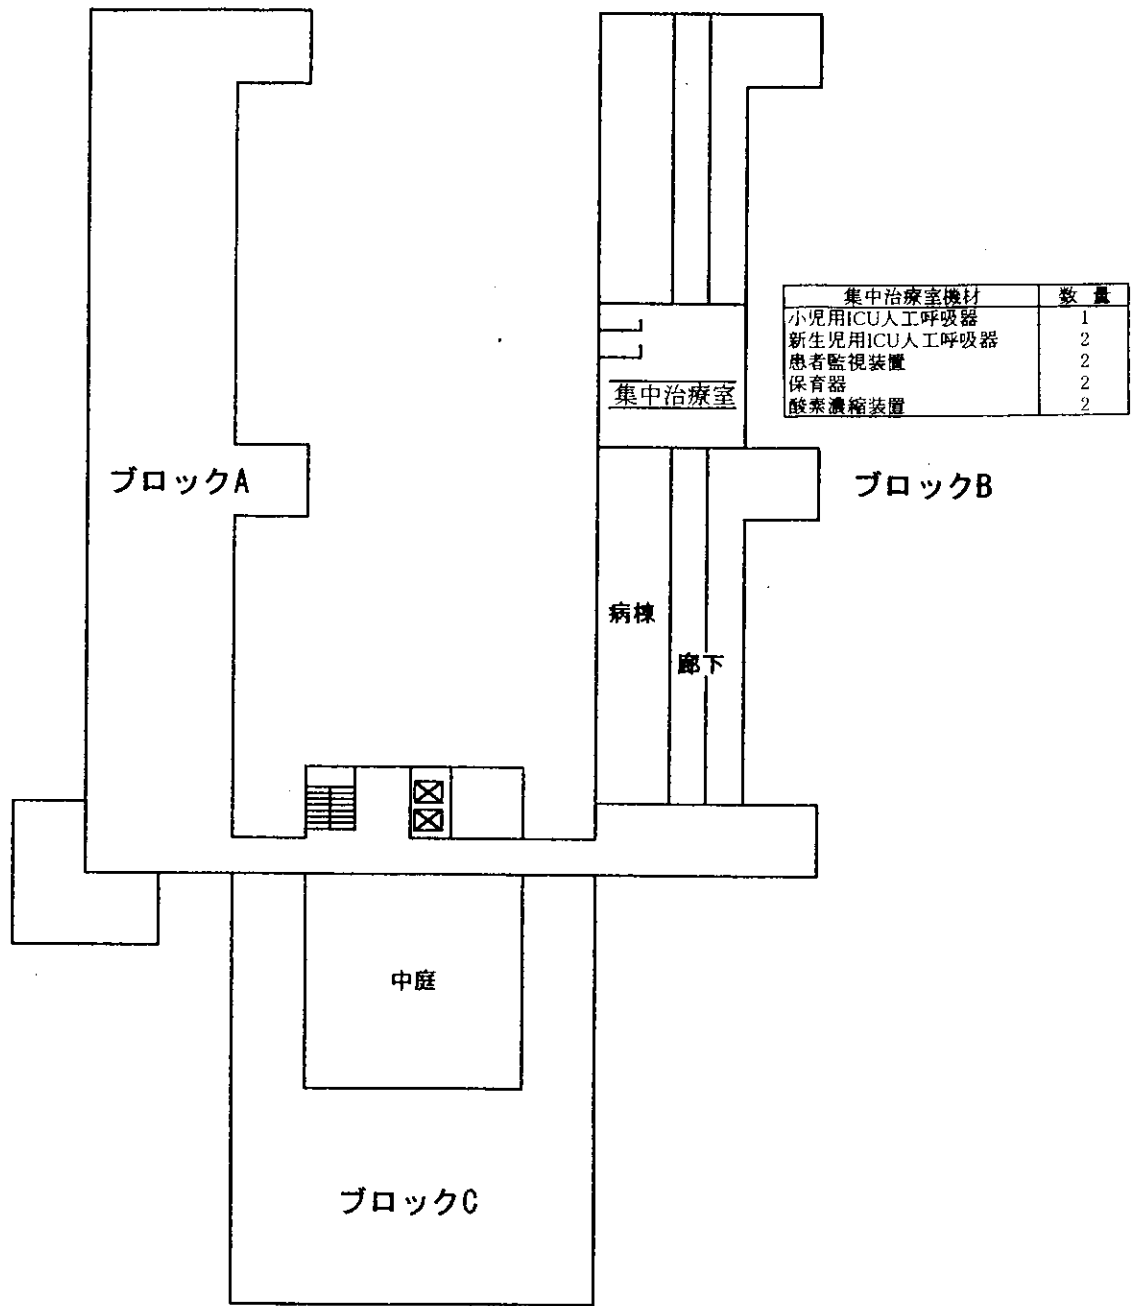 集中治療室機材 数量
小児用ICU人工呼吸器 1
新生児用ICU人工呼吸器 2
患者監視装置 2
保育器 2
酸素濃縮装置 2
集中治療室
ブロックA
ブロックB
病棟
廊下
中庭
ブロックC